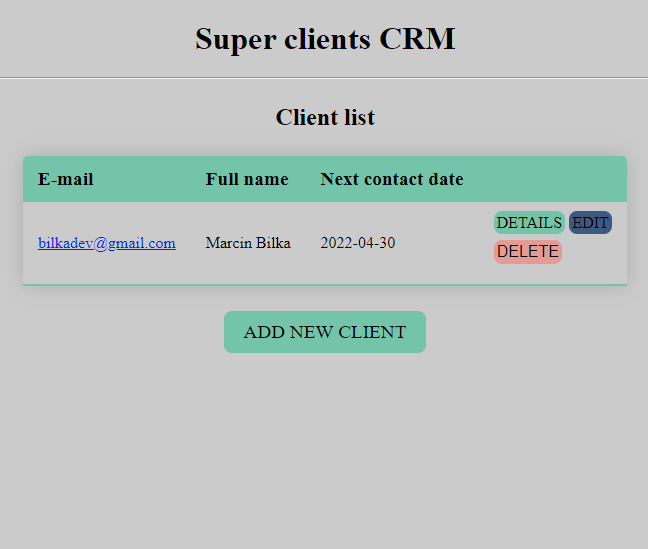 Super clients CRM
Client list
E-mail Full name Next contact date
bilkadev@gmail.com Marcin Bilka 2022-04-30 DETAILS EDIT
DELETE
ADD NEW CLIENT